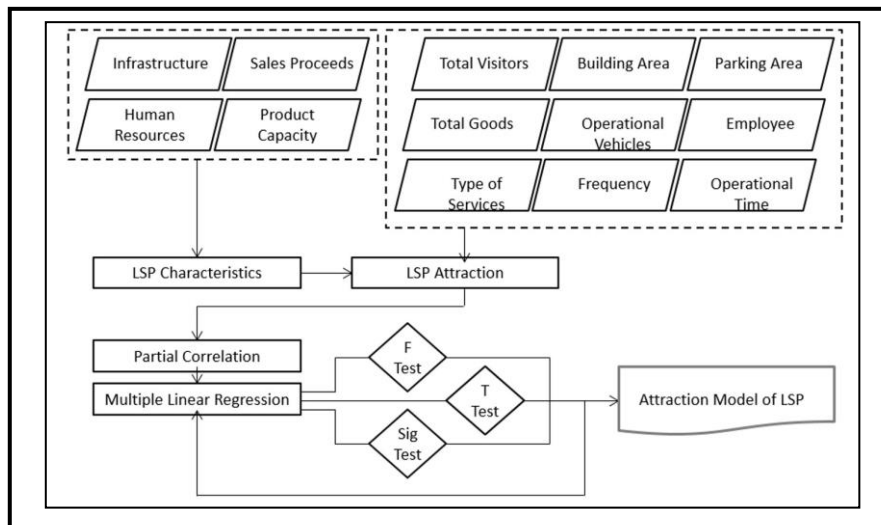 Infrastructure
Sales Proceeds
Human
Resources
Product
Capacity
Total Visitors
Building Area
Parking Area
Total Goods
Operational
Vehicles
Employee
Type of
Services
Frequency
Operational
Time
LSP Characteristics
LSP Attraction
Partial Correlation
Multiple Linear Regression
F
Test
T
Test
Sig
Test
Attraction Model of LSP